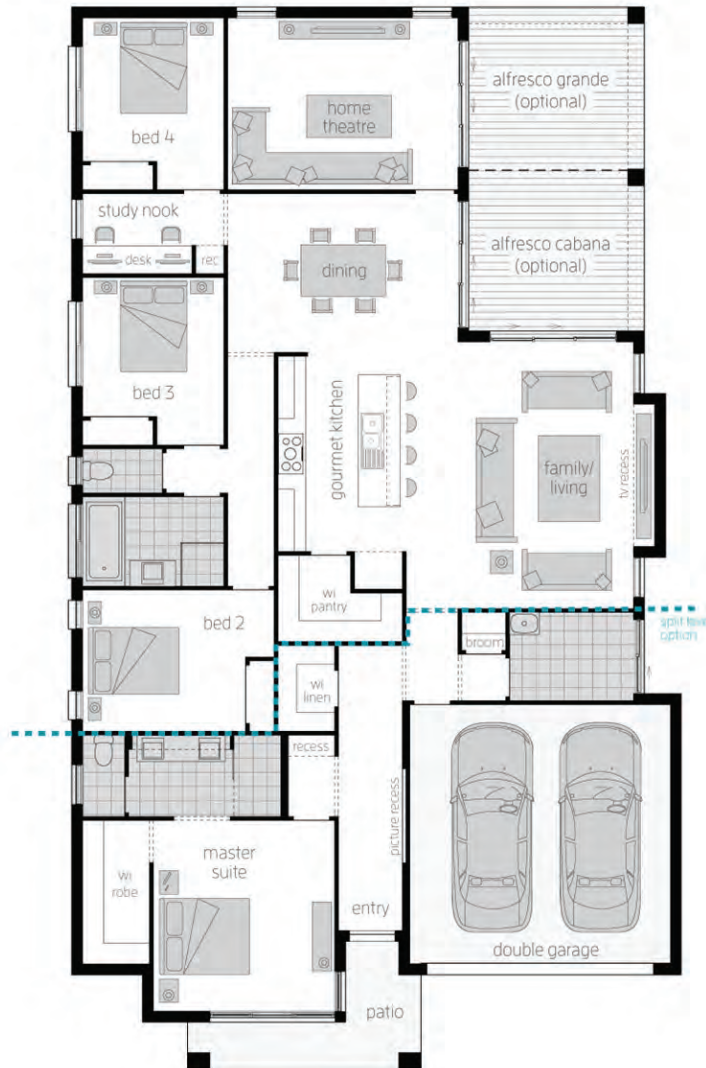 alfresco grande
(optional)
home
theatre
bed 4
study nook
desk
rec
dining
alfresco cabana
(optional)
bed 3
gourmet kitchen
family/
living
tv recess
wi
pantry
bed 2
split level
option
broom
wi
linen
recess
picture recess
master
suite
wi
robe
entry
double garage
patio